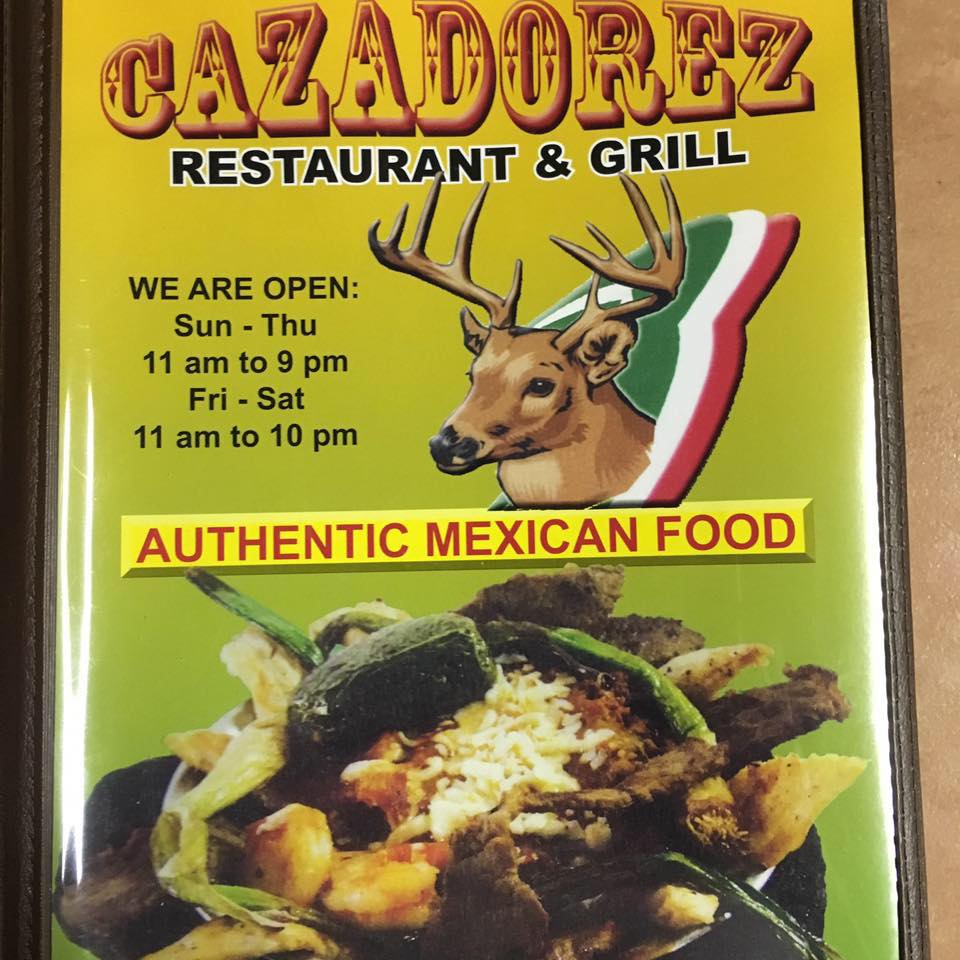 CAZADOREZ
RESTAURANT & GRILL
WE ARE OPEN:
Sun - Thu
11 am to 9 pm
Fri - Sat
11 am to 10 pm
AUTHENTIC MEXICAN FOOD